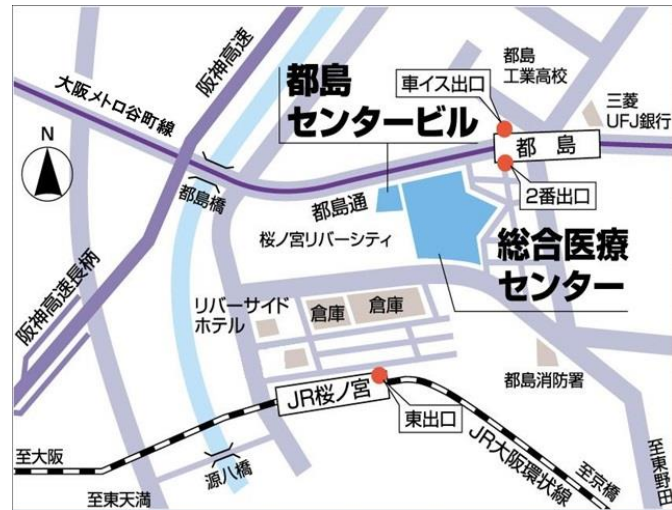 阪神高速
大阪メトロ谷町線
都島
センタービル
車イス出口
都島
工業高校
三菱
UFJ銀行
都 島
2番出口
N
都島橋
都島通
桜ノ宮リバーシティ
総合医療
センター
阪神高速長柄
リバーサイド
ホテル
倉庫
倉庫
都島消防署
JR桜ノ宮
東出口
JR大阪環状線
至大阪
至東天満
源八橋
至京橋
至東野田